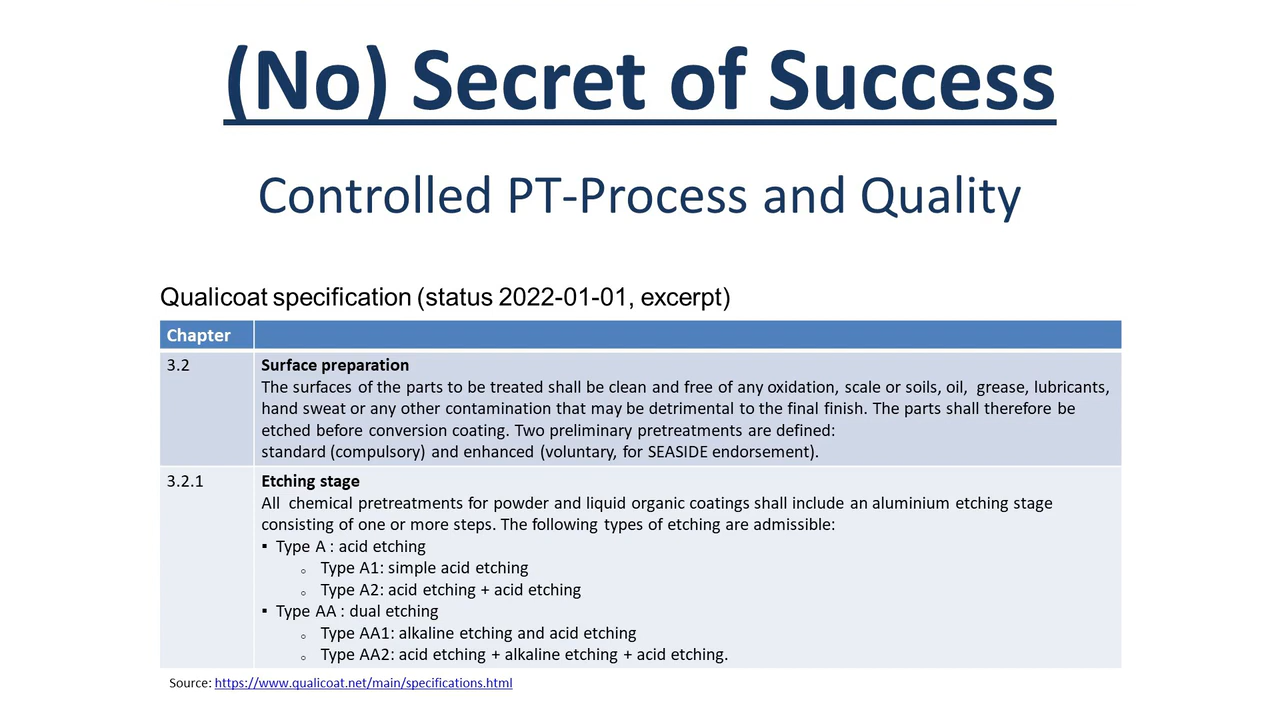 (No) Secret of Success
Controlled PT-Process and Quality
Qualicoat specification (status 2022-01-01, excerpt)
Chapter
3.2
Surface preparation
The surfaces of the parts to be treated shall be clean and free of any oxidation, scale or soils, oil, grease, lubricants,
hand sweat or any other contamination that may be detrimental to the final finish. The parts shall therefore be
etched before conversion coating. Two preliminary pretreatments are defined:
standard (compulsory) and enhanced (voluntary, for SEASIDE endorsement).
3.2.1
Etching stage
All chemical pretreatments for powder and liquid organic coatings shall include an aluminium etching stage
consisting of one or more steps. The following types of etching are admissible:
▪ Type A : acid etching
o Type A1: simple acid etching
o Type A2: acid etching + acid etching
▪ Type AA : dual etching
o Type AA1: alkaline etching and acid etching
o Type AA2: acid etching + alkaline etching + acid etching.
Source: https://www.qualicoat.net/main/specifications.html